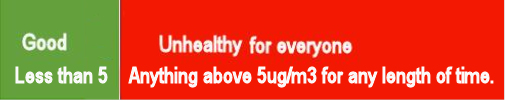 Good
Unhealthy for everyone
Less than 5
Anything above 5ug/m3 for any length of time.